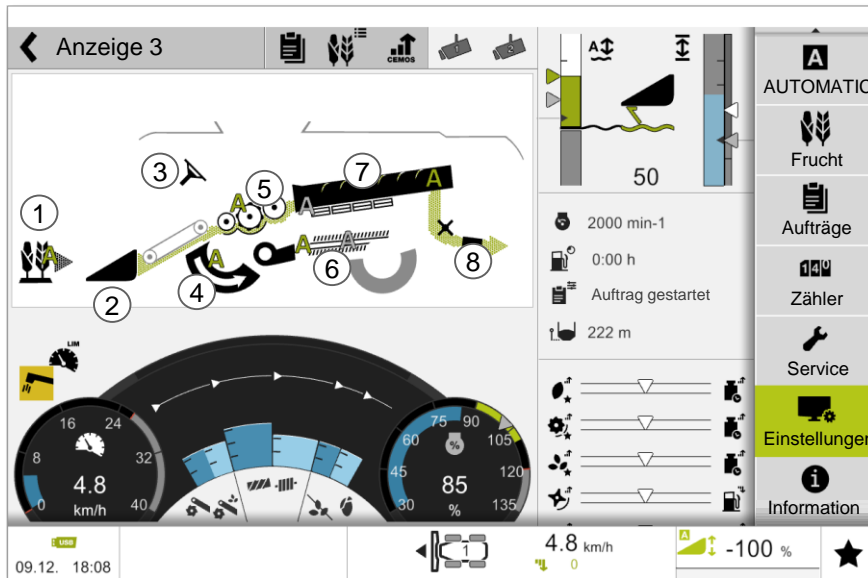 Anzeige 3
CEMOS
1
2
A
AUTOMATIC
Frucht
Aufträge
140
Zähler
Service
Einstellungen
Information
A
50
2000 min-1
0:00 h
Auftrag gestartet
222 m
1
2
3
4
5
6
7
8
A
A
A
A
A
A
A
LIM
0
8
16
24
32
40
4.8
km/h
30
45
60
75
90
105
120
135
%
85
%
USB
09.12. 18:08
1
4.8 km/h
0
A
-100 %